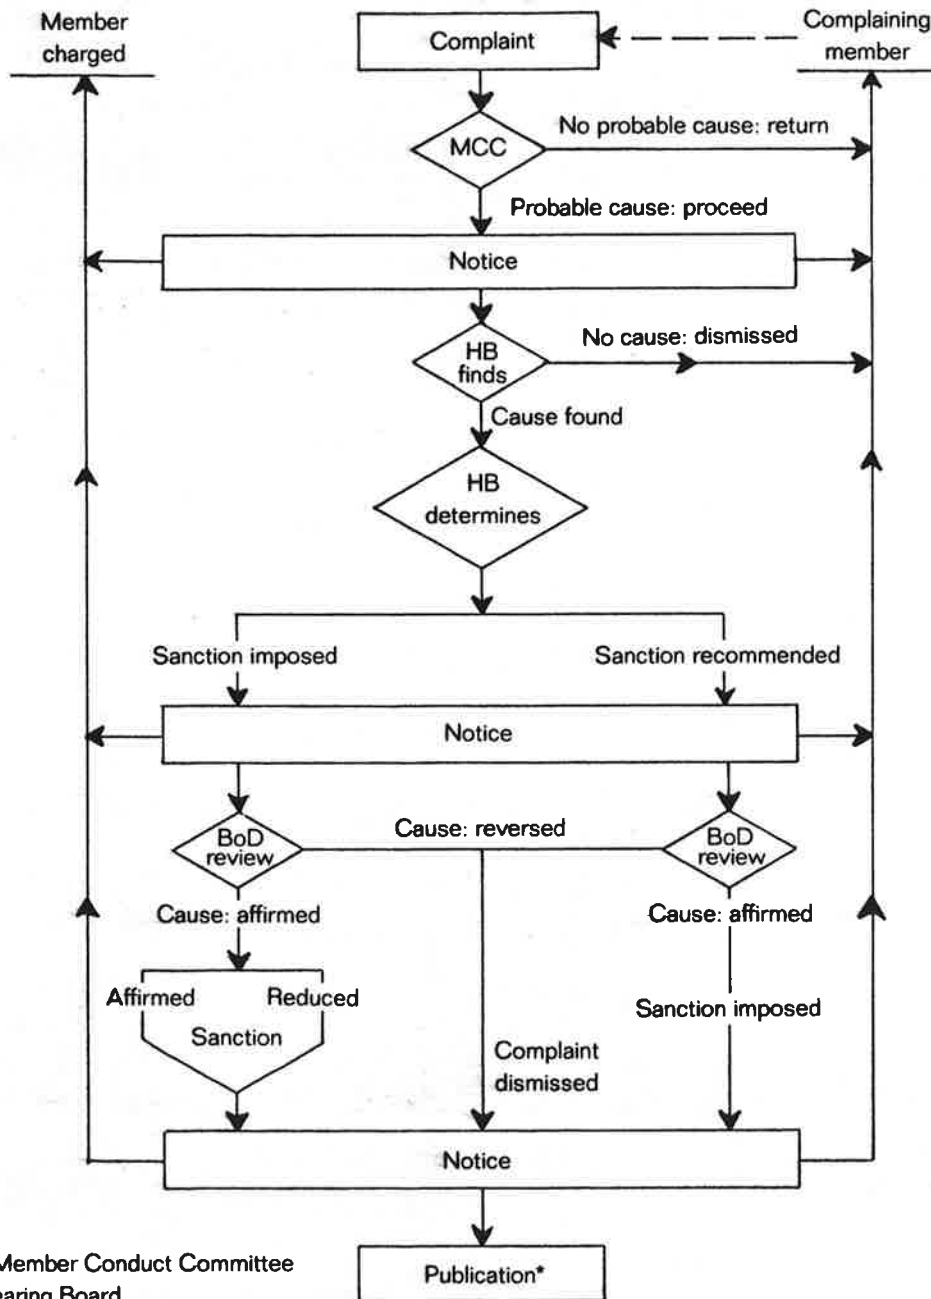 Member
charged
Complaint
Complaining
member
MCC
No probable cause: return
Probable cause: proceed
Notice
HB
finds
No cause: dismissed
Cause found
HB
determines
Sanction imposed
Sanction recommended
Notice
BoD
review
Cause: reversed
BoD
review
Cause: affirmed
Cause: affirmed
Affirmed
Reduced
Sanction
Sanction imposed
Complaint
dismissed
Notice
Member Conduct Committee
Publication*
earing Board